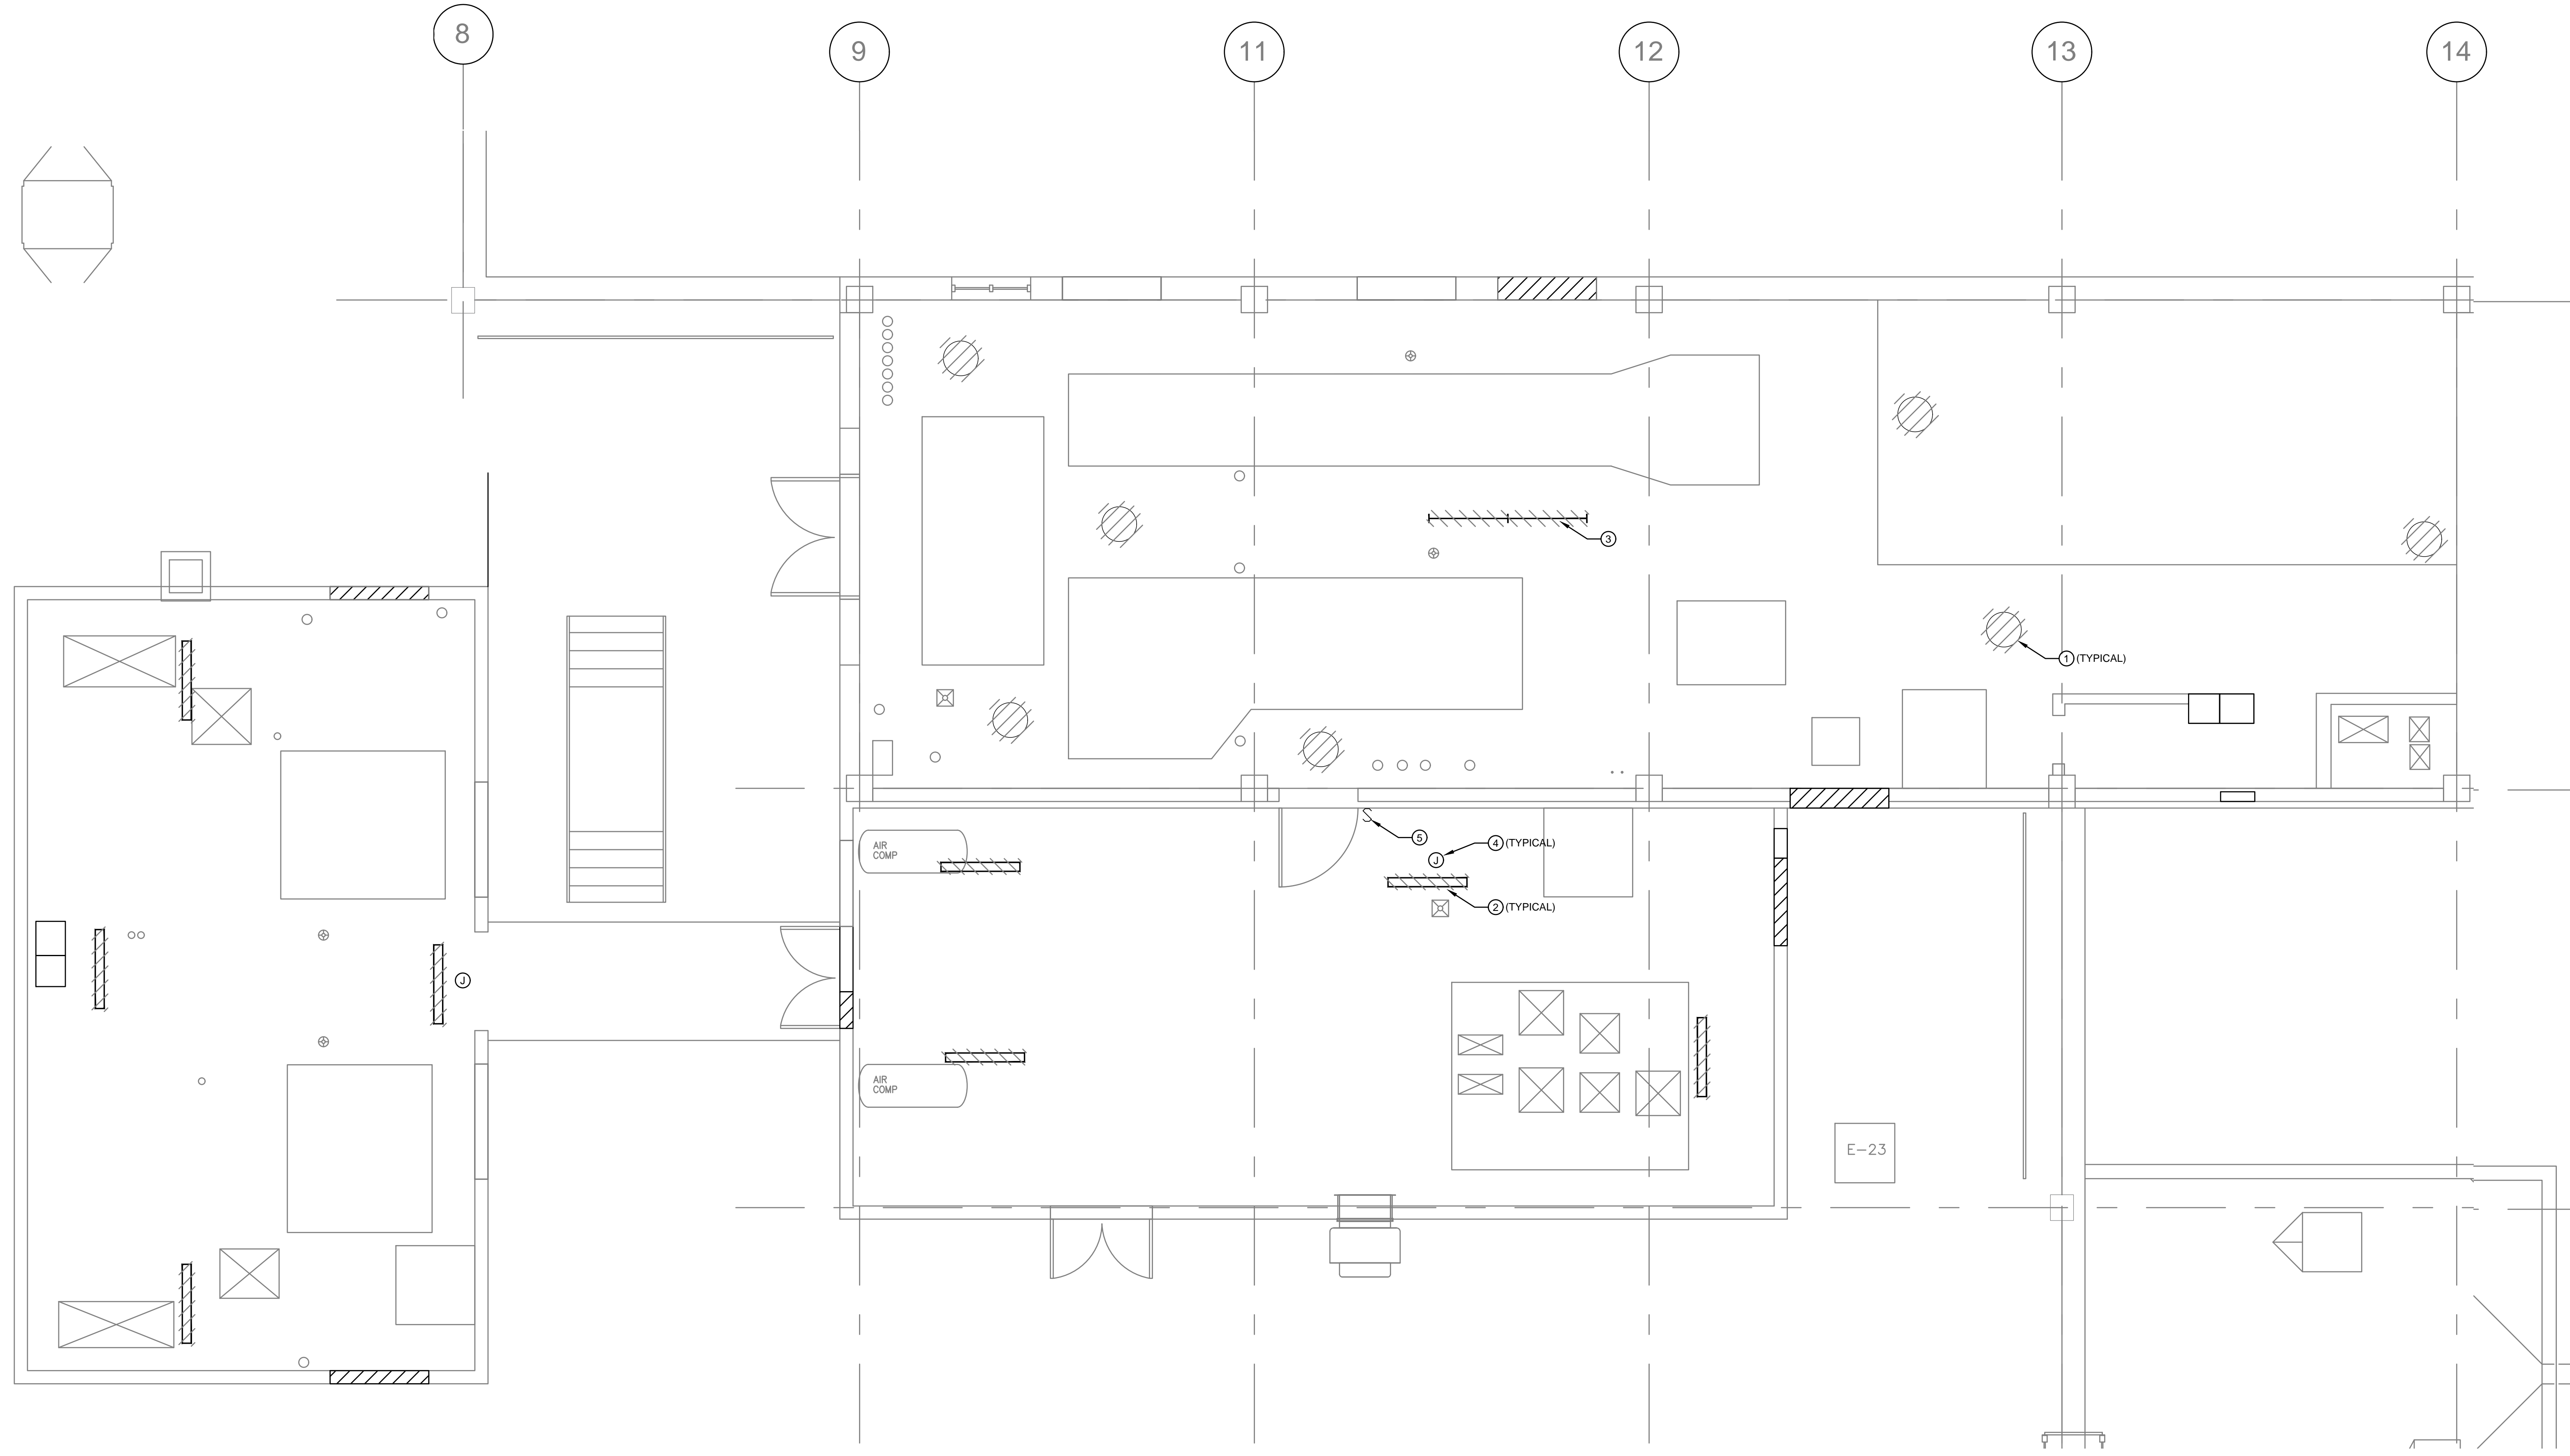 8
9
11
12
13
14
3
1 (TYPICAL)
5
4 (TYPICAL)
J
2 (TYPICAL)
AIR
COMP
J
AIR
COMP
E-23